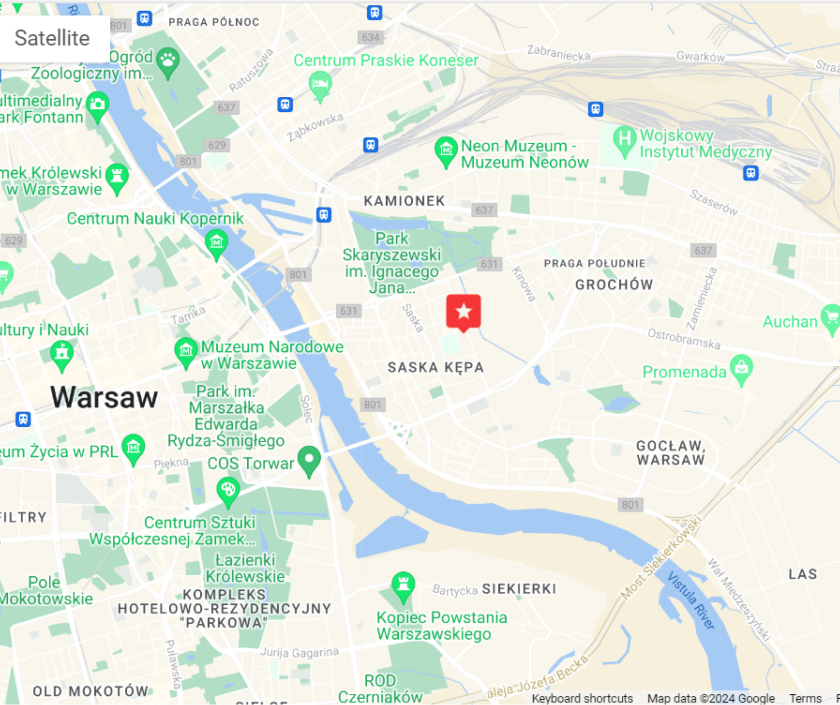 801
PRAGA PÓŁNOC
Satellite
634
Ogród
Zoologiczny im...
Ratuszowa
Centrum Praskie Koneser
Zabraniecka
Gwarków
ultimedialny
ark Fontann
637
Ząbkowska
629
801
Neon Muzeum -
Muzeum Neonów
Wojskowy
Instytut Medyczny
mek Królewski
w Warszawie
KAMIONEK
637
Szaserów
Centrum Nauki Kopernik
629
Park
Skaryszewski
im. Ignacego
Jana...
637
631
PRAGA POŁUDNIE
801
Kinowa
GROCHÓW
Zamieniecka
631
Saska
Tamka
ultury i Nauki
Auchan
Ostrobramska
Muzeum Narodowe
w Warszawie
SASKA KĘPA
Promenada
Warsaw
Park im.
Marszałka
Edwarda
Rydza-Śmigłego
Solec
801
eum Życia w PRL
Piękna
COS Torwar
GOCŁAW,
WARSAW
801
FILTRY
Centrum Sztuki
Współczesnej Zamek...
Most Siekierkowski
Wał Miedzeszyński
Łazienki
Królewskie
Pole
Mokotowskie
KOMPLEKS
HOTELOWO-REZYDENCYJNY
"PARKOWA"
Bartycka
SIEKIERKI
LAS
Vistula River
Kopiec Powstania
Warszawskiego
Puławska
Jurija Gagarina
OLD MOKOTÓW
ROD
Czerniaków
aleja Józefa Becka
Keyboard shortcuts
Map data ©2024 Google
Terms